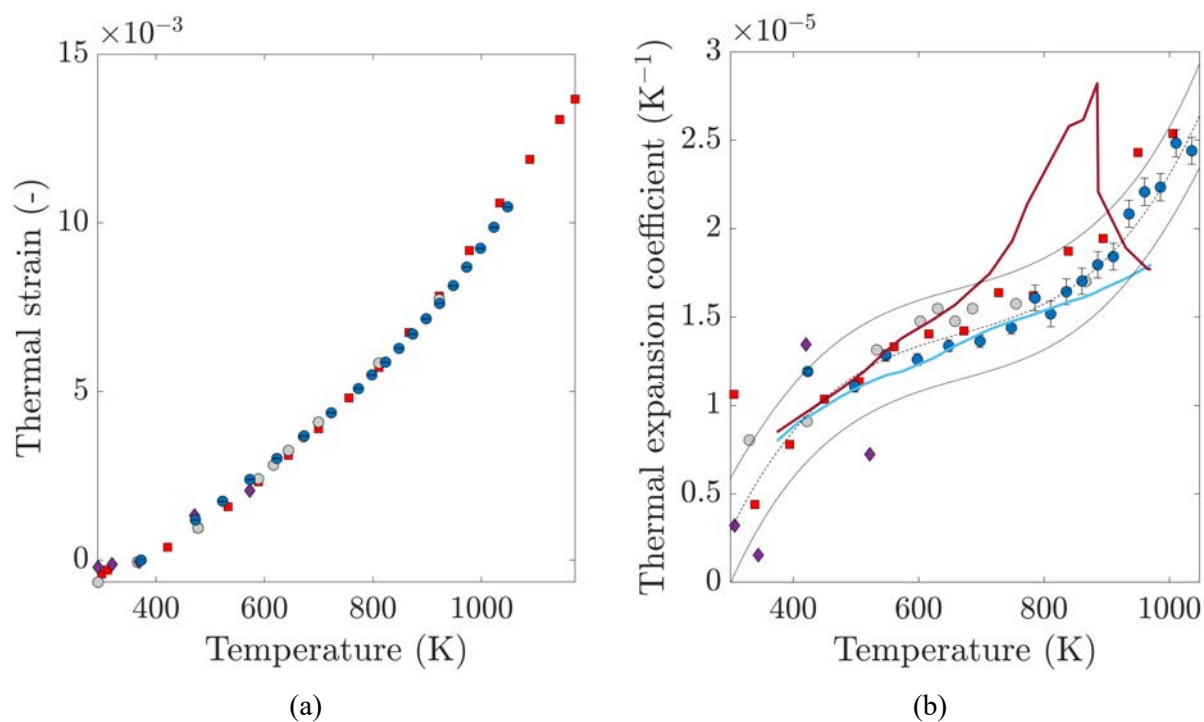 ×10⁻³
15
10
5
0
Thermal strain (-)
400 600 800 1000
Temperature (K)
(a)
×10⁻⁵
3
2.5
2
1.5
1
0.5
0
Thermal expansion coefficient (K⁻¹)
400 600 800 1000
Temperature (K)
(b)